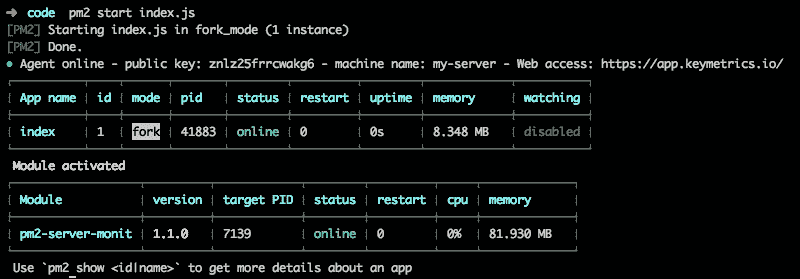 ➜ code pm2 start index.js
[PM2] Starting index.js in fork_mode (1 instance)
[PM2] Done.
● Agent online - public key: znlz25frrcwakg6 - machine name: my-server - Web access: https://app.keymetrics.io/
App name id mode pid status restart uptime memory watching
index 1 fork 41883 online 0 0s 8.348 MB disabled
Module activated
Module version target PID status restart cpu memory
pm2-server-monit 1.1.0 7139 online 0 0% 81.930 MB
Use `pm2 show <id|name>` to get more details about an app